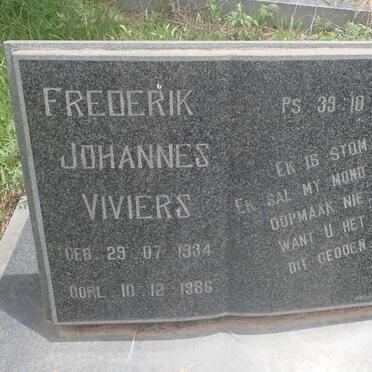 FREDERIK
JOHANNES
VIVIERS
GEB. 29 07 1934
OORL 10 12 1986
PS 39:10
EK IS STOM
EK SAL MY MOND
OOPMAAK NIE
WANT U HET
DIT GEDOEN